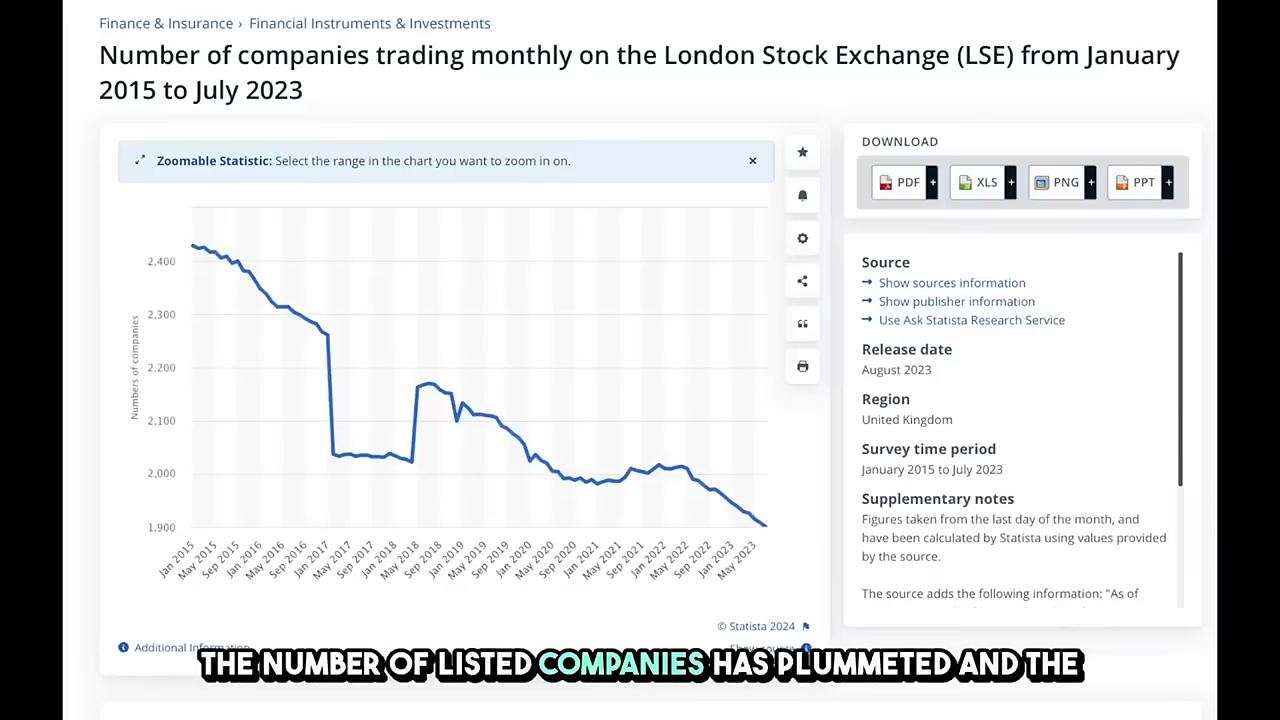 Finance & Insurance › Financial Instruments & Investments
Number of companies trading monthly on the London Stock Exchange (LSE) from January
2015 to July 2023
Zoomable Statistic: Select the range in the chart you want to zoom in on.
×
DOWNLOAD
PDF +
XLS +
PNG +
PPT +
Numbers of companies
2,400
2,300
2,200
2,100
2,000
1,900
Jan 2015
May 2015
Sep 2015
Jan 2016
May 2016
Sep 2016
Jan 2017
May 2017
Sep 2017
Jan 2018
May 2018
Sep 2018
Jan 2019
May 2019
Sep 2019
Jan 2020
May 2020
Sep 2020
Jan 2021
May 2021
Sep 2021
Jan 2022
May 2022
Sep 2022
Jan 2023
May 2023
© Statista 2024
Additional Information
Show source
Source
→ Show sources information
→ Show publisher information
→ Use Ask Statista Research Service
Release date
August 2023
Region
United Kingdom
Survey time period
January 2015 to July 2023
Supplementary notes
Figures taken from the last day of the month, and
have been calculated by Statista using values provided
by the source.
The source adds the following information: "As of
THE NUMBER OF LISTED COMPANIES HAS PLUMMETED AND THE